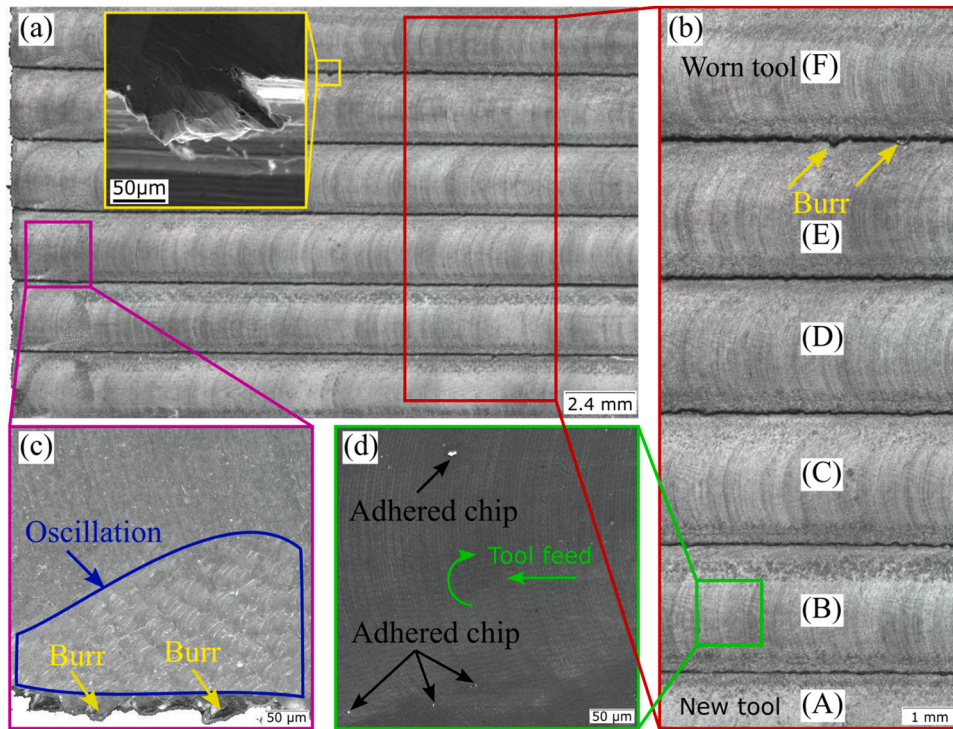 (a)
50µm
2.4 mm
(b)
Worn tool (F)
Burr
(E)
(D)
(C)
(B)
New tool (A)
1 mm
(c)
Oscillation
Burr
Burr
50 µm
(d)
Adhered chip
Tool feed
Adhered chip
50 µm